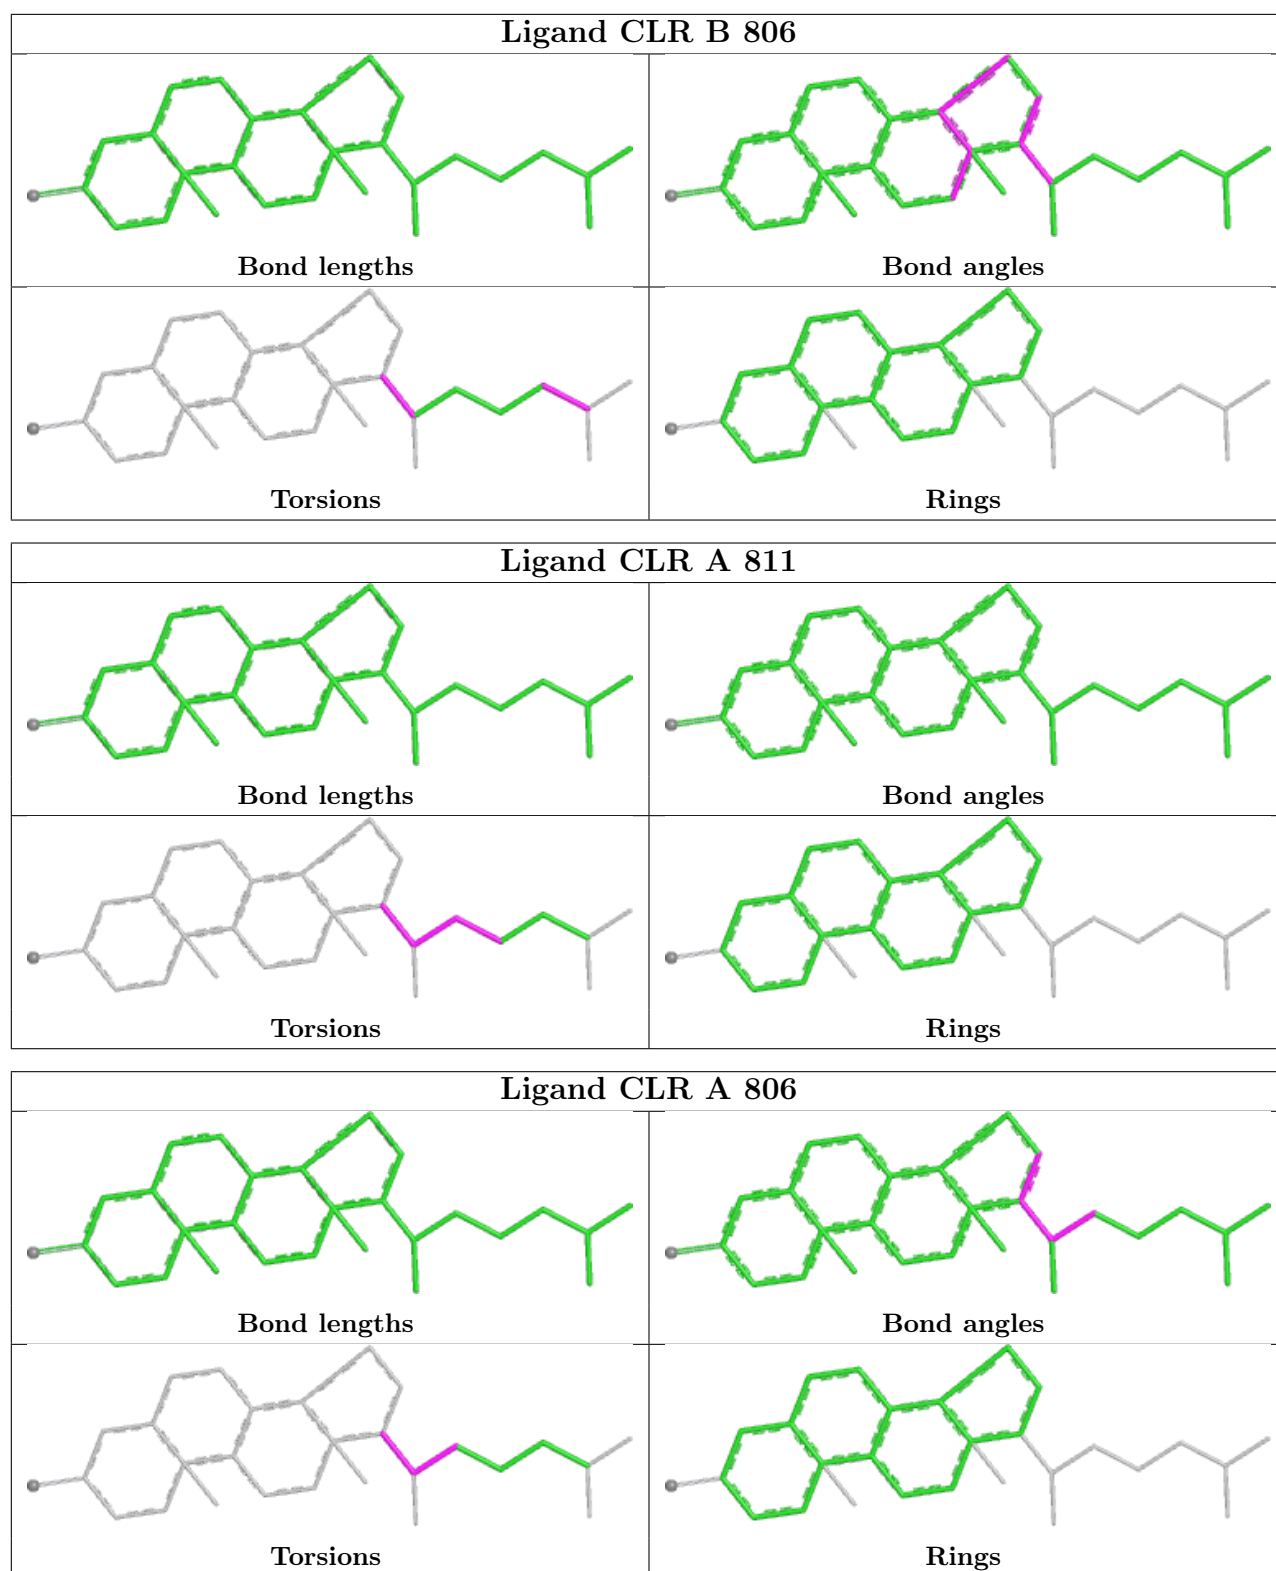 Ligand CLR B 806
Bond lengths
Bond angles
Torsions
Rings
Ligand CLR A 811
Bond lengths
Bond angles
Torsions
Rings
Ligand CLR A 806
Bond lengths
Bond angles
Torsions
Rings